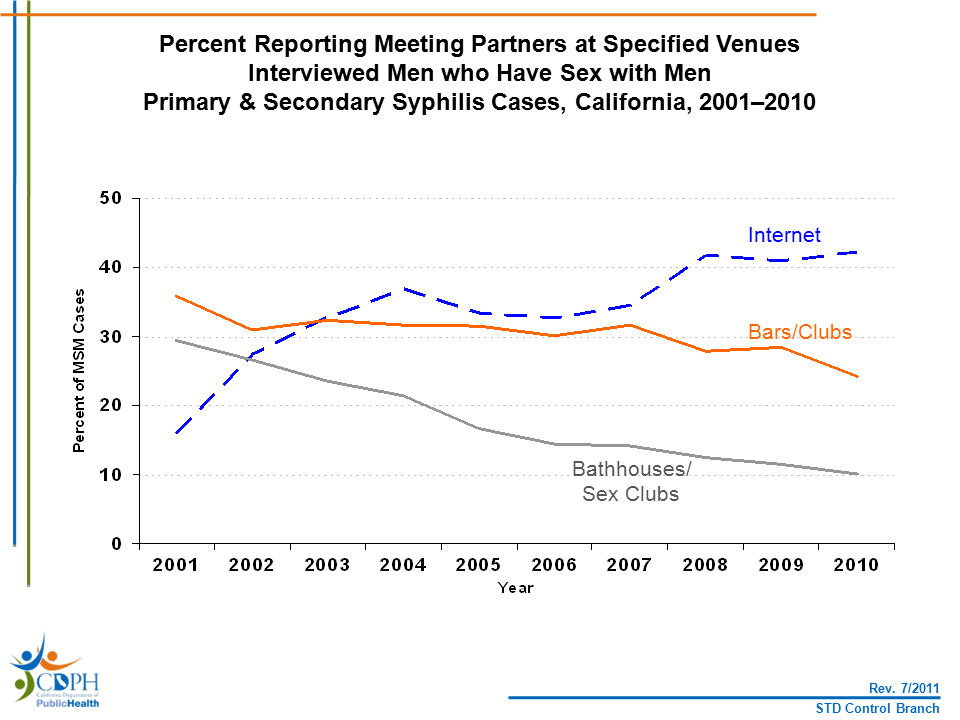 Percent Reporting Meeting Partners at Specified Venues
Interviewed Men who Have Sex with Men
Primary & Secondary Syphilis Cases, California, 2001–2010
50
40
30
20
10
0
Percent of MSM Cases
Internet
Bars/Clubs
Bathhouses/
Sex Clubs
2001 2002 2003 2004 2005 2006 2007 2008 2009 2010
Year
CDPH
California Department of
PublicHealth
Rev. 7/2011
STD Control Branch